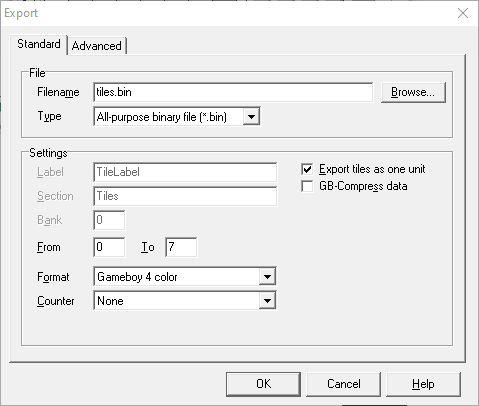 Export
Standard Advanced
File
Filename tiles.bin Browse...
Type All-purpose binary file (*.bin)
Settings
Label TileLabel Export tiles as one unit
Section Tiles GB-Compress data
Bank 0
From 0 To 7
Format Gameboy 4 color
Counter None
OK Cancel Help